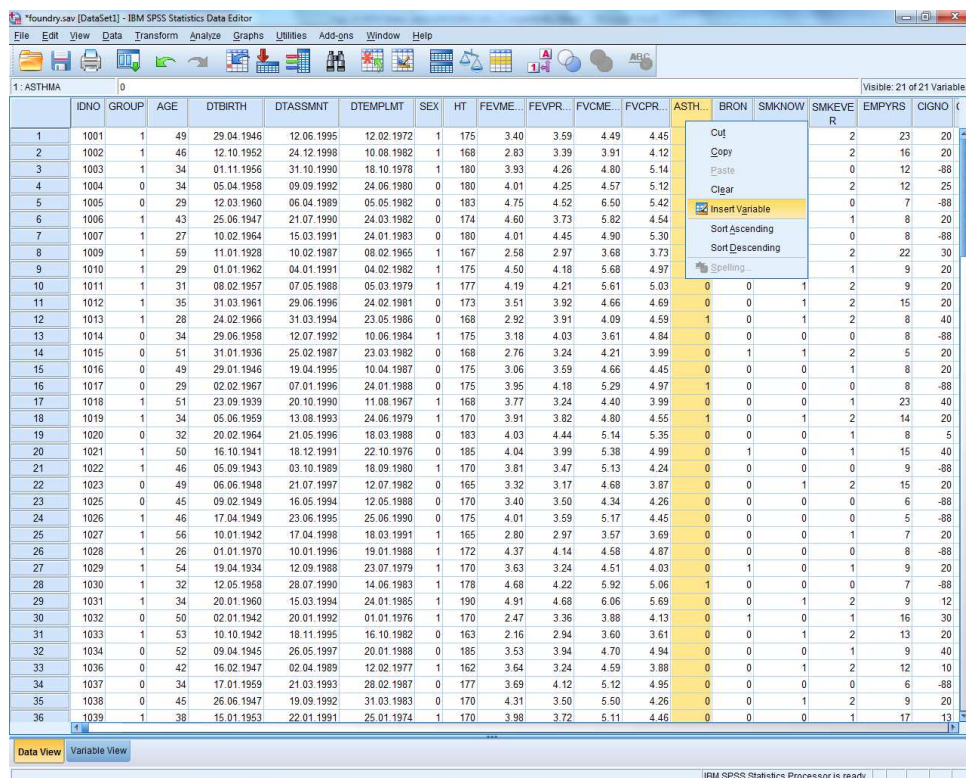 *foundry.sav [DataSet1] - IBM SPSS Statistics Data Editor
File Edit View Data Transform Analyze Graphs Utilities Add-ons Window Help
1 : ASTHMA 0 Visible: 21 of 21 Variable
IDNO GROUP AGE DTBIRTH DTASSMNT DTEMPLMT SEX HT FEVME... FEVPR... FVCME... FVCPR... ASTH... BRON SMKNOW SMKEVER EMPYRS CIGNO
1 1001 1 49 29.04.1946 12.06.1995 12.02.1972 1 175 3.40 3.59 4.49 4.45 Cut 2 23 20
2 1002 1 46 12.10.1952 24.12.1998 10.08.1982 1 168 2.83 3.39 3.91 4.12 Copy 2 16 20
3 1003 1 34 01.11.1956 31.10.1990 18.10.1978 1 180 3.93 4.26 4.80 5.14 Paste 0 12 -88
4 1004 0 34 05.04.1958 09.09.1992 24.06.1980 0 180 4.01 4.25 4.57 5.12 Clear 2 12 25
5 1005 0 29 12.03.1960 06.04.1989 05.05.1982 0 183 4.75 4.52 6.50 5.42 Insert Variable 0 7 -88
6 1006 1 43 25.06.1947 21.07.1990 24.03.1982 0 174 4.60 3.73 5.82 4.54 Sort Ascending 1 8 20
7 1007 1 27 10.02.1964 15.03.1991 24.01.1983 0 180 4.01 4.45 4.90 5.30 Sort Descending 0 8 -88
8 1009 1 59 11.01.1928 10.02.1987 08.02.1965 1 167 2.58 2.97 3.68 3.73 2 22 30
9 1010 1 29 01.01.1962 04.01.1991 04.02.1982 1 175 4.50 4.18 5.68 4.97 Spelling... 1 9 20
10 1011 1 31 08.02.1957 07.05.1988 05.03.1979 1 177 4.19 4.21 5.61 5.03 0 0 1 2 9 20
11 1012 1 35 31.03.1961 29.06.1996 24.02.1981 0 173 3.51 3.92 4.66 4.69 0 0 1 2 15 20
12 1013 1 28 24.02.1966 31.03.1994 23.05.1986 0 168 2.92 3.91 4.09 4.59 1 0 1 2 8 40
13 1014 0 34 29.06.1958 12.07.1992 10.06.1984 1 175 3.18 4.03 3.61 4.84 0 0 0 0 8 -88
14 1015 0 51 31.01.1936 25.02.1987 23.03.1982 0 168 2.76 3.24 4.21 3.99 0 1 1 2 5 20
15 1016 0 49 29.01.1946 19.04.1995 10.04.1987 0 175 3.06 3.59 4.66 4.45 0 0 0 1 8 20
16 1017 0 29 02.02.1967 07.01.1996 24.01.1988 0 175 3.95 4.18 5.29 4.97 1 0 0 0 8 -88
17 1018 1 51 23.09.1939 20.10.1990 11.08.1967 1 168 3.77 3.24 4.40 3.99 0 0 0 1 23 40
18 1019 1 34 05.06.1959 13.08.1993 24.06.1979 1 170 3.91 3.82 4.80 4.55 1 0 1 2 14 20
19 1020 0 32 20.02.1964 21.05.1996 18.03.1988 0 183 4.03 4.44 5.14 5.35 0 0 0 1 8 5
20 1021 1 50 16.10.1941 18.12.1991 22.10.1976 0 185 4.04 3.99 5.38 4.99 0 1 0 1 15 40
21 1022 1 46 05.09.1943 03.10.1989 18.09.1980 1 170 3.81 3.47 5.13 4.24 0 0 0 0 9 -88
22 1023 0 49 06.06.1948 21.07.1997 12.07.1982 0 165 3.32 3.17 4.68 3.87 0 0 1 2 15 20
23 1025 0 45 09.02.1949 16.05.1994 12.05.1988 0 170 3.40 3.50 4.34 4.26 0 0 0 0 6 -88
24 1026 1 46 17.04.1949 23.06.1995 25.06.1990 0 175 4.01 3.59 5.17 4.45 0 0 0 0 5 -88
25 1027 1 56 10.01.1942 17.04.1998 18.03.1991 1 165 2.80 2.97 3.57 3.69 0 0 0 1 7 20
26 1028 1 26 01.01.1970 10.01.1996 19.01.1988 1 172 4.37 4.14 4.58 4.87 0 0 0 0 8 -88
27 1029 1 54 19.04.1934 12.09.1988 23.07.1979 1 170 3.63 3.24 4.51 4.03 0 1 0 1 9 20
28 1030 1 32 12.05.1958 28.07.1990 14.06.1983 1 178 4.68 4.22 5.92 5.06 1 0 0 0 7 -88
29 1031 1 34 20.01.1960 15.03.1994 24.01.1985 1 190 4.91 4.68 6.06 5.69 0 0 1 2 9 12
30 1032 0 50 02.01.1942 20.01.1992 01.01.1976 1 170 2.47 3.36 3.88 4.13 0 1 0 1 16 30
31 1033 1 53 10.10.1942 18.11.1995 16.10.1982 0 163 2.16 2.94 3.60 3.61 0 0 1 2 13 20
32 1034 0 52 09.04.1945 26.05.1997 20.01.1988 0 185 3.53 3.94 4.70 4.94 0 0 0 1 9 40
33 1036 0 42 16.02.1947 02.04.1989 12.02.1977 1 162 3.64 3.24 4.59 3.88 0 0 1 2 12 10
34 1037 0 34 17.01.1959 21.03.1993 28.02.1987 0 177 3.69 4.12 5.12 4.95 0 0 0 0 6 -88
35 1038 0 45 26.06.1947 19.09.1992 31.03.1983 0 170 4.31 3.50 5.50 4.26 0 0 1 2 9 20
36 1039 1 38 15.01.1953 22.01.1991 25.01.1974 1 170 3.98 3.72 5.11 4.46 0 0 0 1 17 13
Data View Variable View
IBM SPSS Statistics Processor is ready